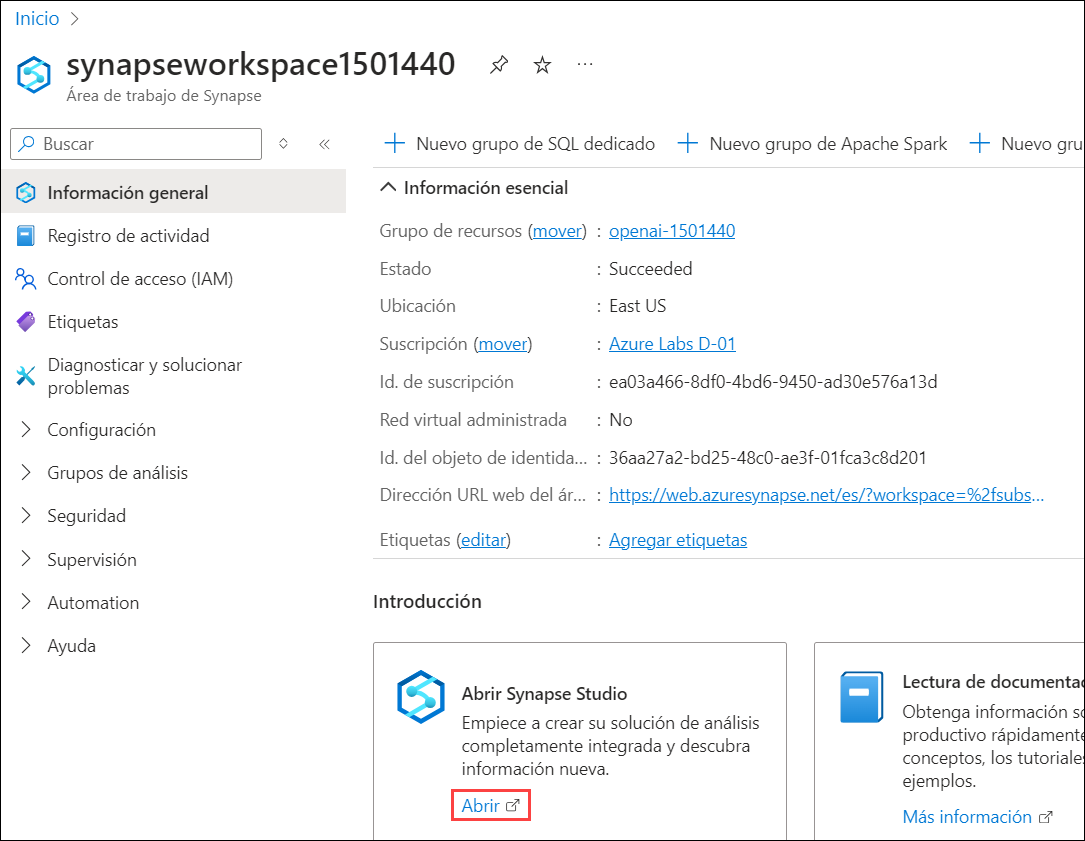 Inicio
synapseworkspace1501440
Área de trabajo de Synapse
Buscar
Información general
Registro de actividad
Control de acceso (IAM)
Etiquetas
Diagnosticar y solucionar
problemas
Configuración
Grupos de análisis
Seguridad
Supervisión
Automation
Ayuda
Nuevo grupo de SQL dedicado Nuevo grupo de Apache Spark Nuevo gru
Información esencial
Grupo de recursos (mover) : openai-1501440
Estado : Succeeded
Ubicación : East US
Suscripción (mover) : Azure Labs D-01
Id. de suscripción : ea03a466-8df0-4bd6-9450-ad30e576a13d
Red virtual administrada : No
Id. del objeto de identida... : 36aa27a2-bd25-48c0-ae3f-01fca3c8d201
Dirección URL web del ár... : https://web.azuresynapse.net/es/?workspace=%2fsubs...
Etiquetas (editar) : Agregar etiquetas
Introducción
Abrir Synapse Studio
Empiece a crear su solución de análisis
completamente integrada y descubra
información nueva.
Abrir
Lectura de documentac
Obtenga información so
productivo rápidamente
conceptos, los tutoriales
ejemplos.
Más información